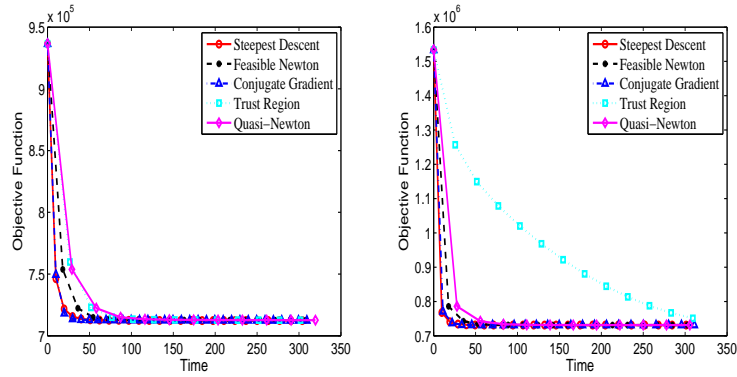 x 10^5
9.5
9
8.5
8
7.5
7
0 50 100 150 200 250 300 350
Time
Objective Function
Steepest Descent
Feasible Newton
Conjugate Gradient
Trust Region
Quasi−Newton
x 10^6
1.6
1.5
1.4
1.3
1.2
1.1
1
0.9
0.8
0.7
0 50 100 150 200 250 300 350
Time
Objective Function
Steepest Descent
Feasible Newton
Conjugate Gradient
Trust Region
Quasi−Newton